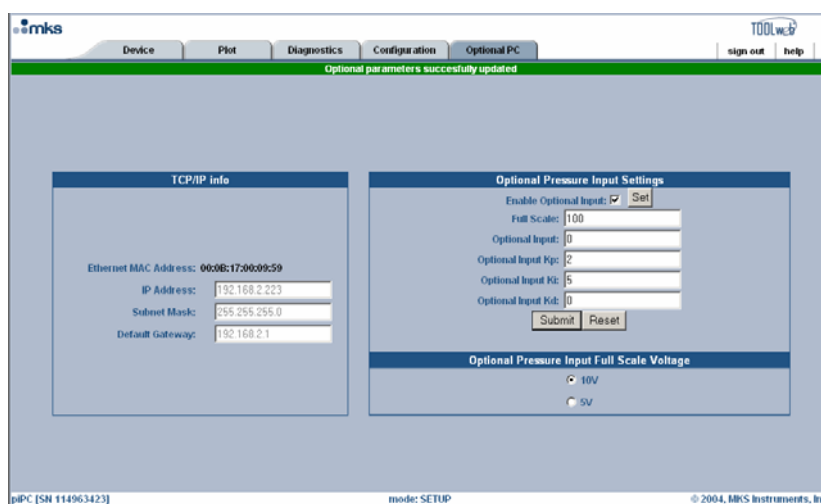 mks
TOOLweb
Device Plot Diagnostics Configuration Optional PC sign out help
Optional parameters succesfully updated
TCP/IP info
Ethernet MAC Address: 00:0B:17:00:09:59
IP Address: 192.168.2.223
Subnet Mask: 255.255.255.0
Default Gateway: 192.168.2.1
Optional Pressure Input Settings
Enable Optional Input: Set
Full Scale: 100
Optional Input: 0
Optional Input Kp: 2
Optional Input Ki: 5
Optional Input Kd: 0
Submit Reset
Optional Pressure Input Full Scale Voltage
10V
5V
piPC [SN 114963423] mode: SETUP © 2004, MKS Instruments, In